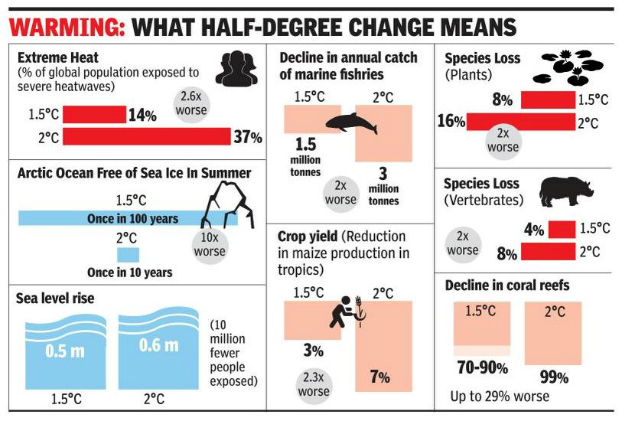 WARMING: WHAT HALF-DEGREE CHANGE MEANS
Extreme Heat
(% of global population exposed to
severe heatwaves)
2.6x
worse
1.5°C 14%
2°C 37%
Arctic Ocean Free of Sea Ice In Summer
1.5°C
Once in 100 years
2°C
10x
worse
Once in 10 years
Sea level rise
0.5 m
0.6 m
(10
million
fewer
people
exposed)
1.5°C
2°C
Decline in annual catch
of marine fisheries
1.5°C
2°C
1.5
million
tonnes
2x
worse
3
million
tonnes
Crop yield (Reduction
in maize production in
tropics)
1.5°C
2°C
3%
2.3x
worse
7%
Species Loss
(Plants)
8% 1.5°C
16% 2°C
2x
worse
Species Loss
(Vertebrates)
2x
worse
4% 1.5°C
8% 2°C
Decline in coral reefs
1.5°C
2°C
70-90%
99%
Up to 29% worse